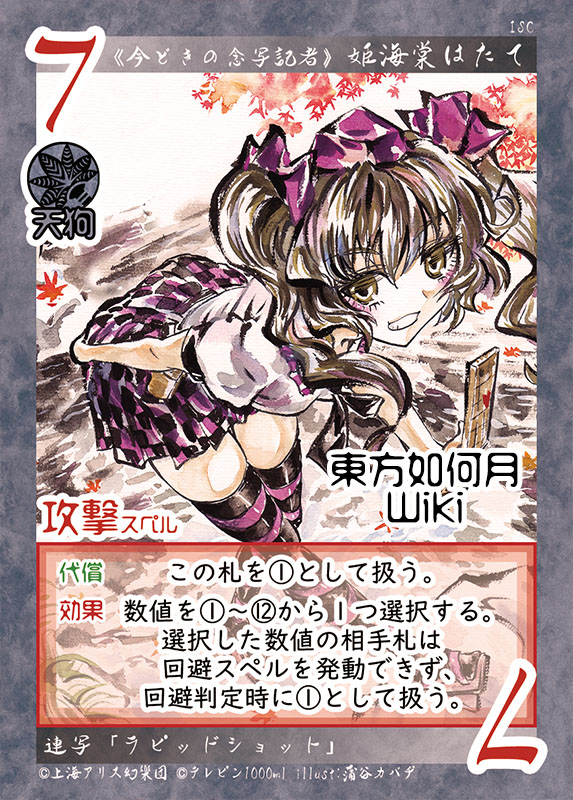 ISC
7
《今どきの念写記者》 姫海棠はたて
天狗
東方如何月
Wiki
攻撃スペル
代償 この札を①として扱う。
効果 数値を①～⑫から1つ選択する。
選択した数値の相手札は
回避スペルを発動できず、
回避判定時に①として扱う。
連写「ラピッドショット」
7
©上海アリス幻樂団 ©テレピン1000ml illust:蒲谷カバヂ